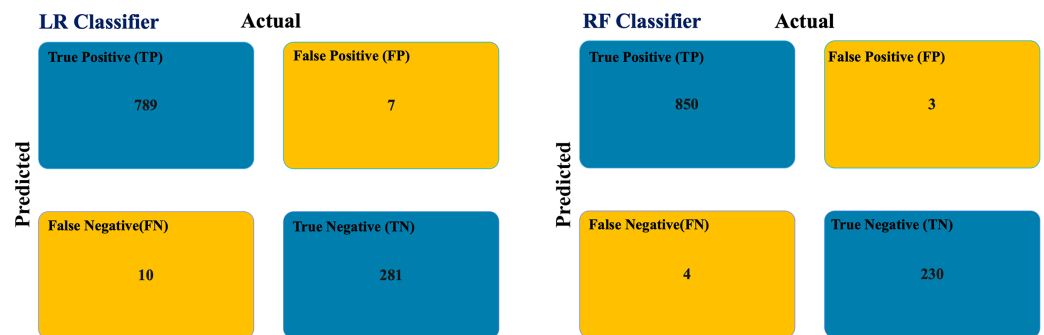 LR Classifier
Actual
True Positive (TP)
789
False Positive (FP)
7
Predicted
False Negative(FN)
10
True Negative (TN)
281
RF Classifier
Actual
True Positive (TP)
850
False Positive (FP)
3
Predicted
False Negative(FN)
4
True Negative (TN)
230